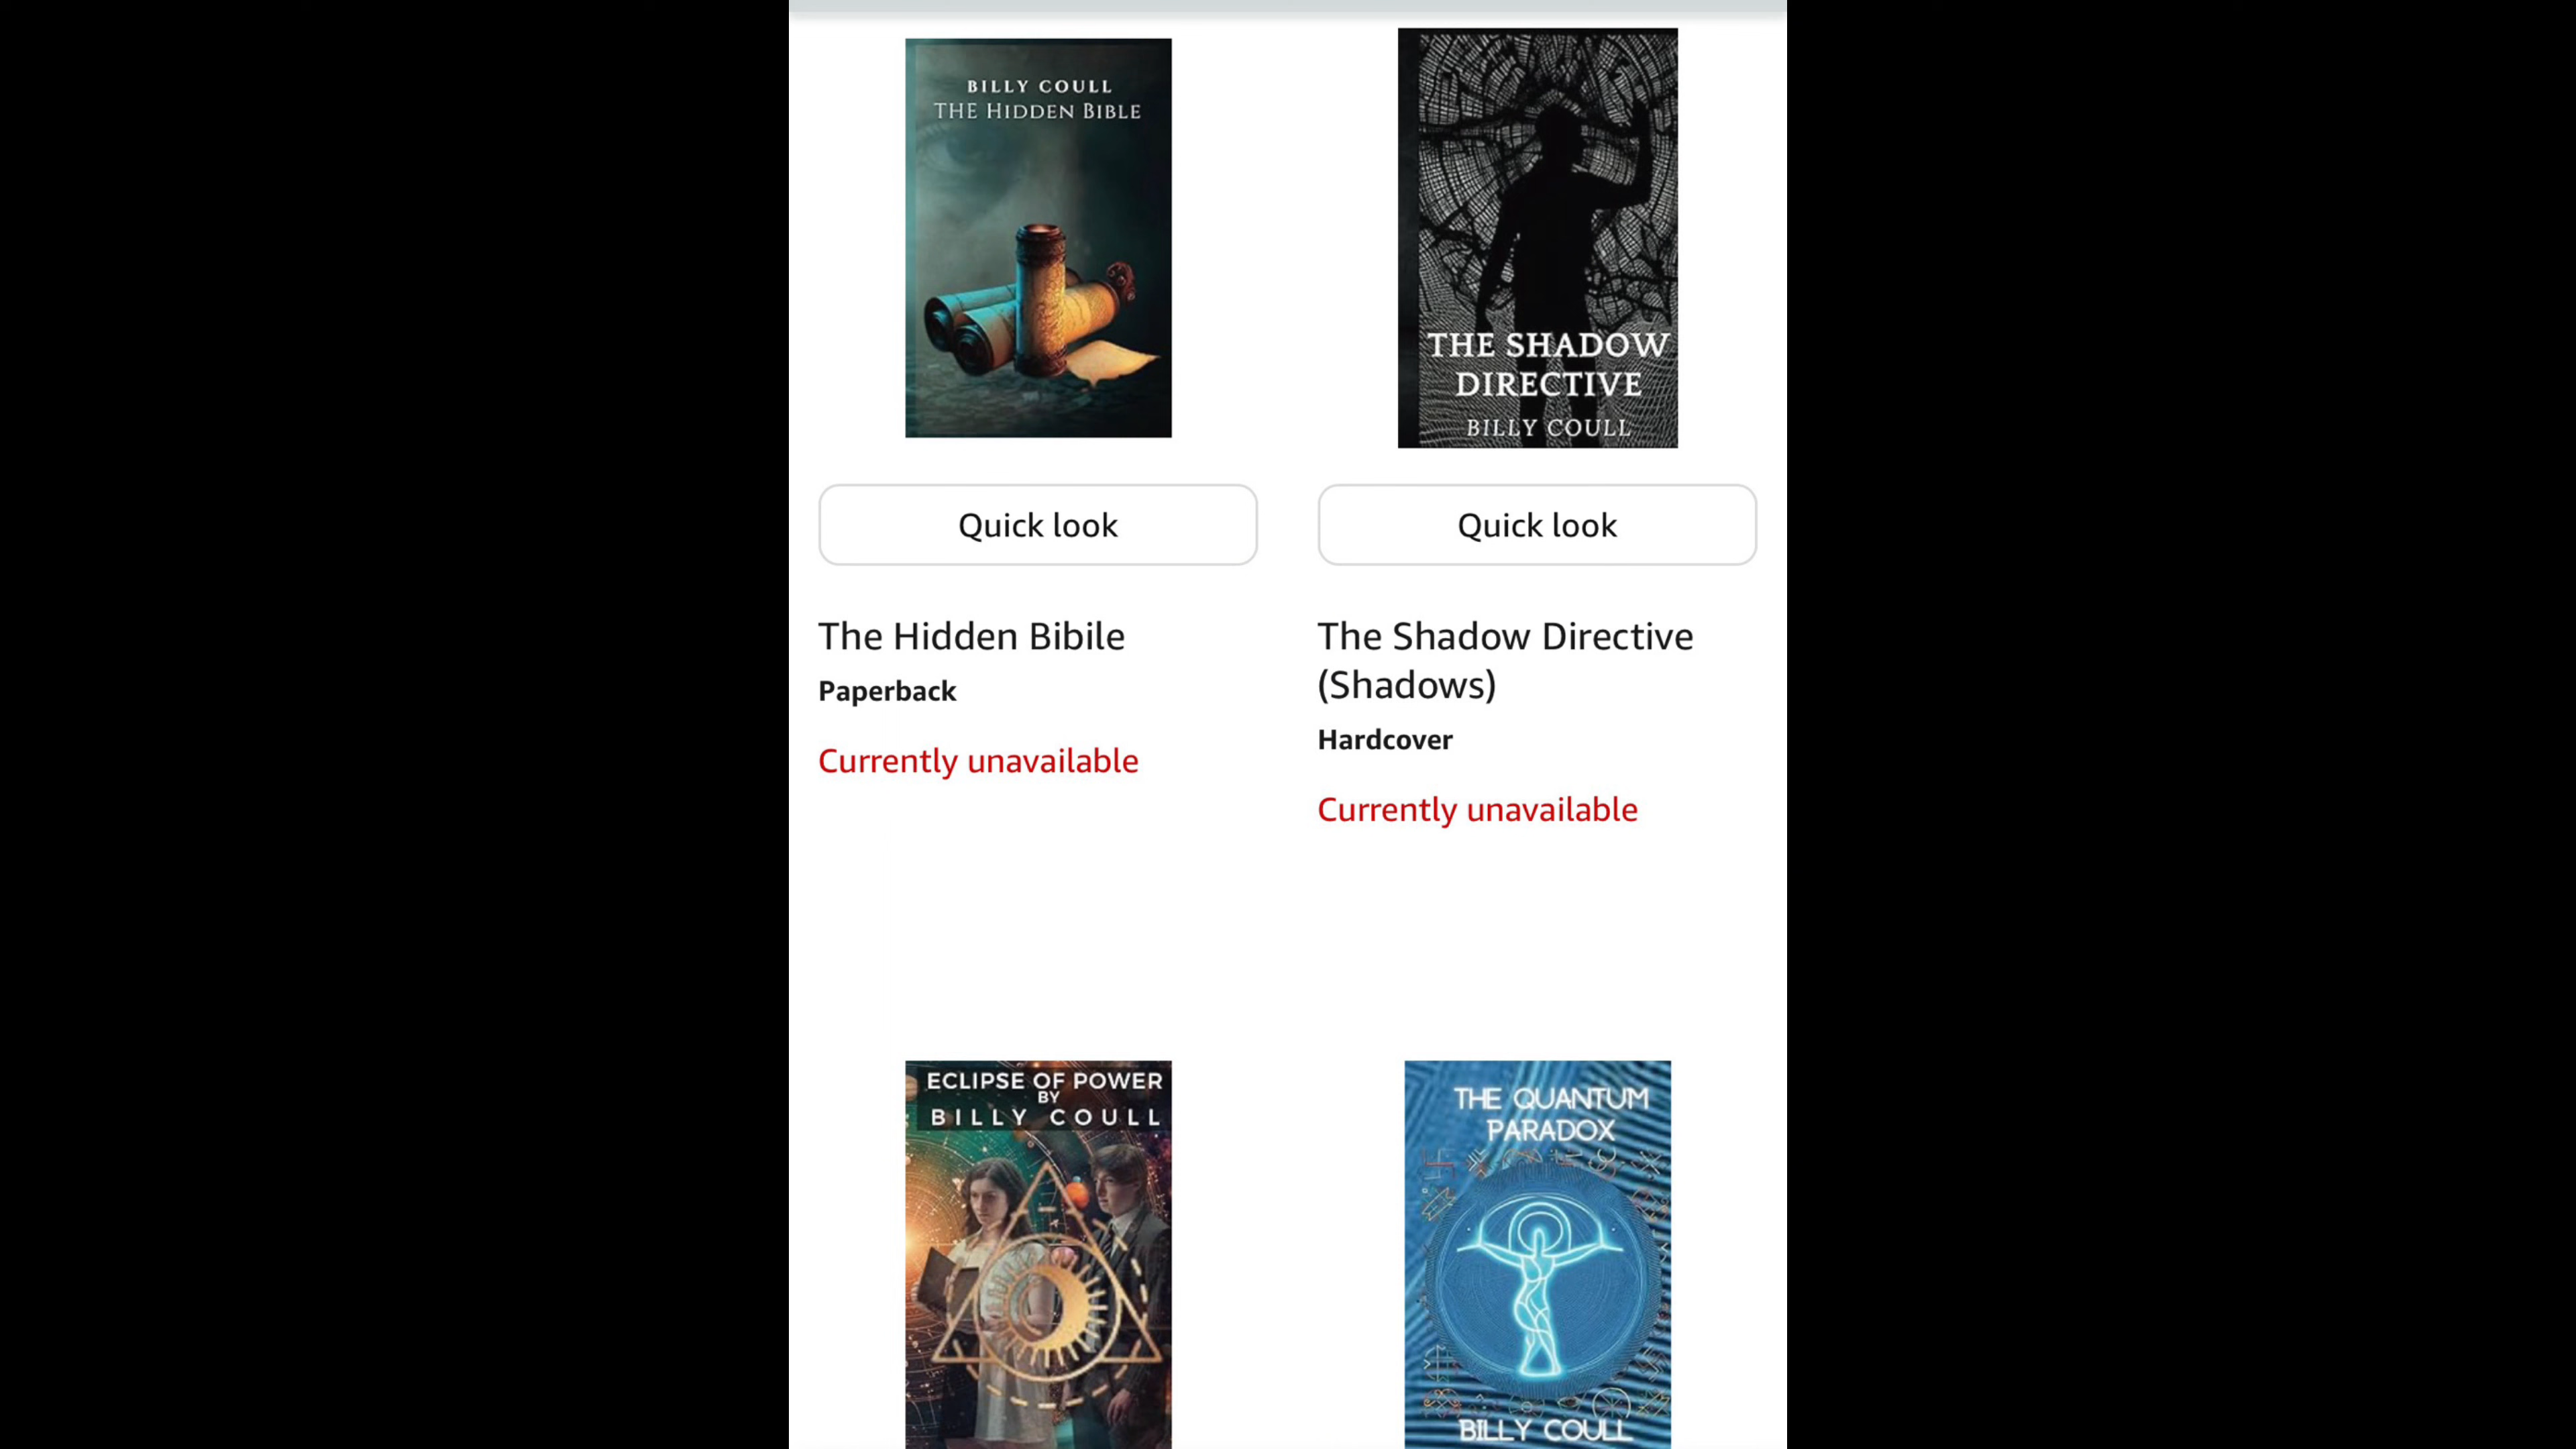 BILLY COULL
THE HIDDEN BIBLE
THE SHADOW
DIRECTIVE
BILLY COULL
Quick look
Quick look
The Hidden Bibile
Paperback
Currently unavailable
The Shadow Directive
(Shadows)
Hardcover
Currently unavailable
ECLIPSE OF POWER
BY
BILLY COULL
THE QUANTUM
PARADOX
BILLY COULL